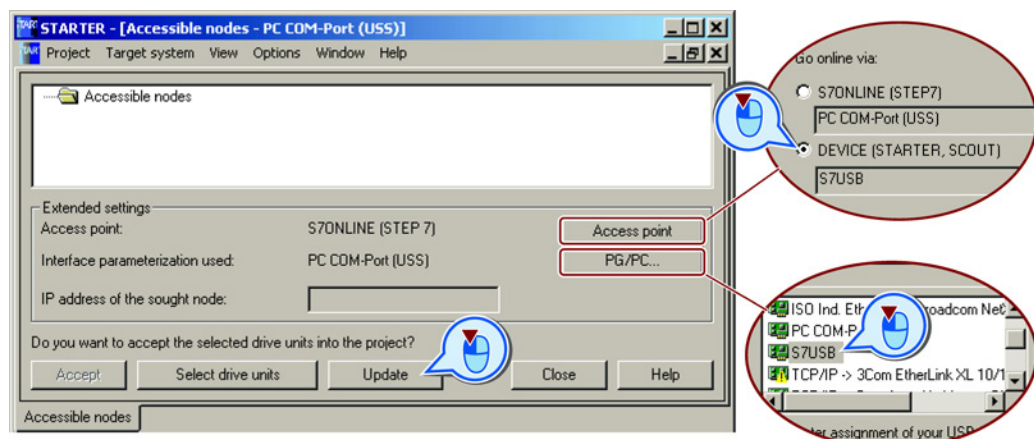 STARTER - [Accessible nodes - PC COM-Port (USS)]
Project Target system View Options Window Help
Accessible nodes
Extended settings
Access point: S7ONLINE (STEP 7) Access point
Interface parameterization used: PC COM-Port (USS) PG/PC...
IP address of the sought node:
Do you want to accept the selected drive units into the project?
Accept Select drive units Update Close Help
Accessible nodes
Go online via:
S7ONLINE (STEP7)
PC COM-Port (USS)
DEVICE (STARTER, SCOUT)
S7USB
ISO Ind. roadcom
PC COM-P
S7USB
TCP/IP -> 3Com EtherLink XL 10/1
assignment of your USB